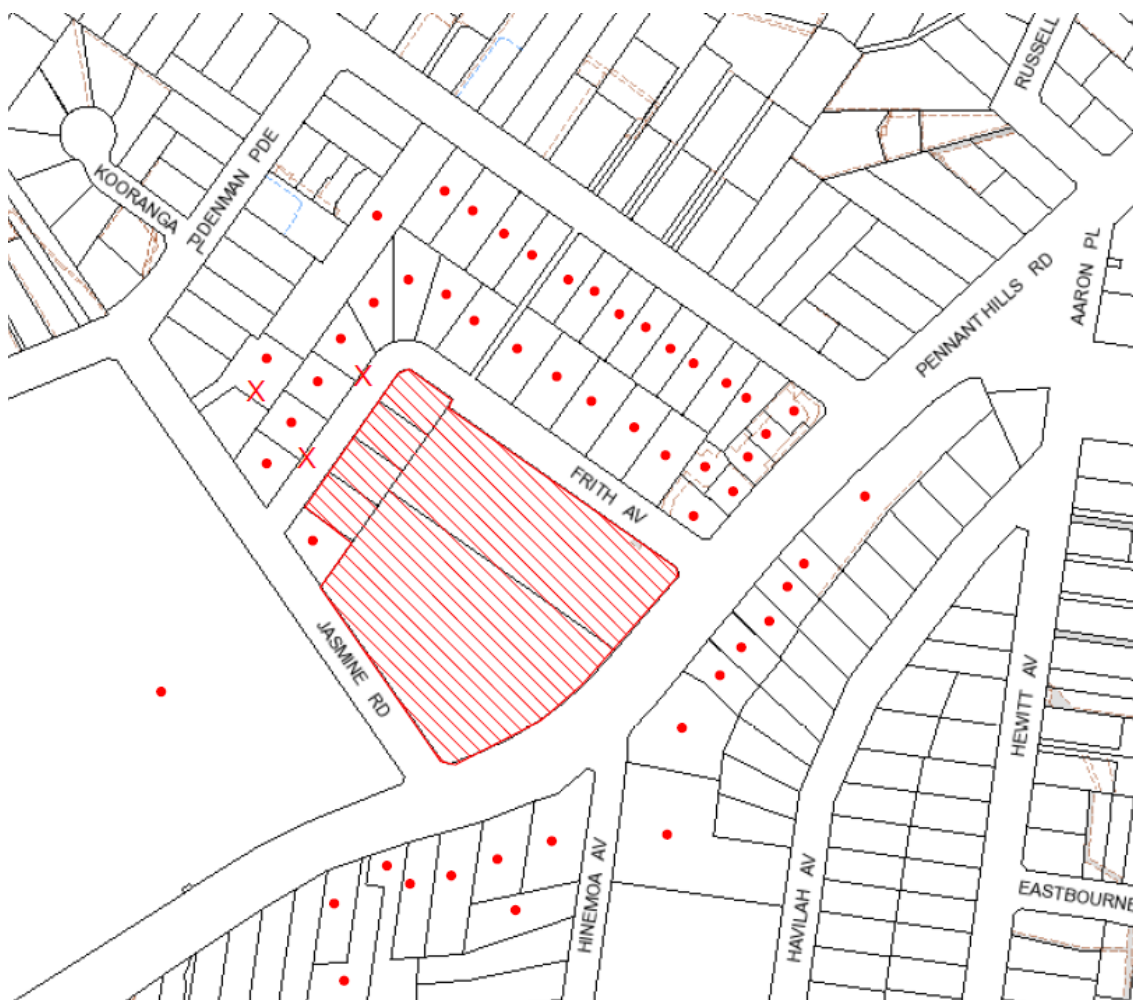 RUSSELL
KOORANGA PL
DENMAN PDE
AARON PL
PENNANT HILLS RD
X
X
X
FRITH AV
JASMINE RD
HEWITT AV
HINEMOA AV
HAVILAH AV
EASTBOURNE